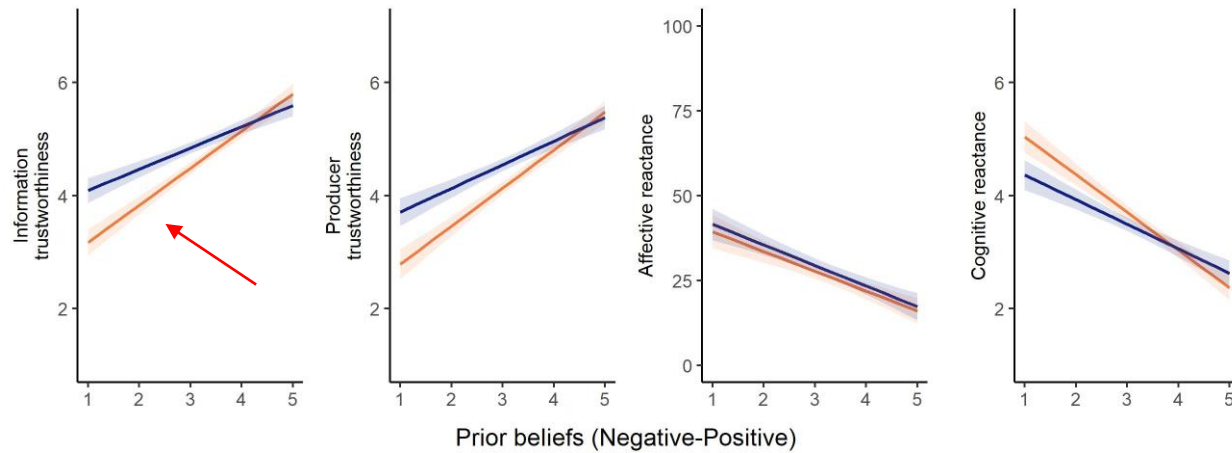 Information
trustworthiness
6
4
2
1 2 3 4 5
Producer
trustworthiness
6
4
2
1 2 3 4 5
Affective reactance
100
75
50
25
0
1 2 3 4 5
Cognitive reactance
6
4
2
1 2 3 4 5
Prior beliefs (Negative-Positive)